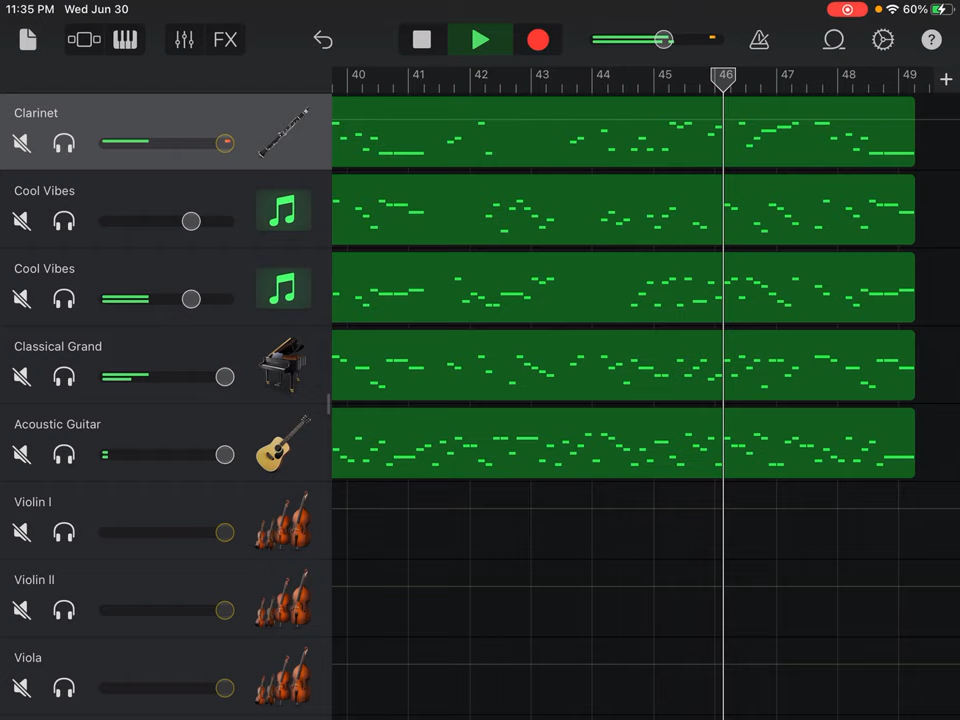 11:35 PM Wed Jun 30 60%
FX ?
40 41 42 43 44 45 46 47 48 49 +
Clarinet
Cool Vibes
Cool Vibes
Classical Grand
Acoustic Guitar
Violin I
Violin II
Viola